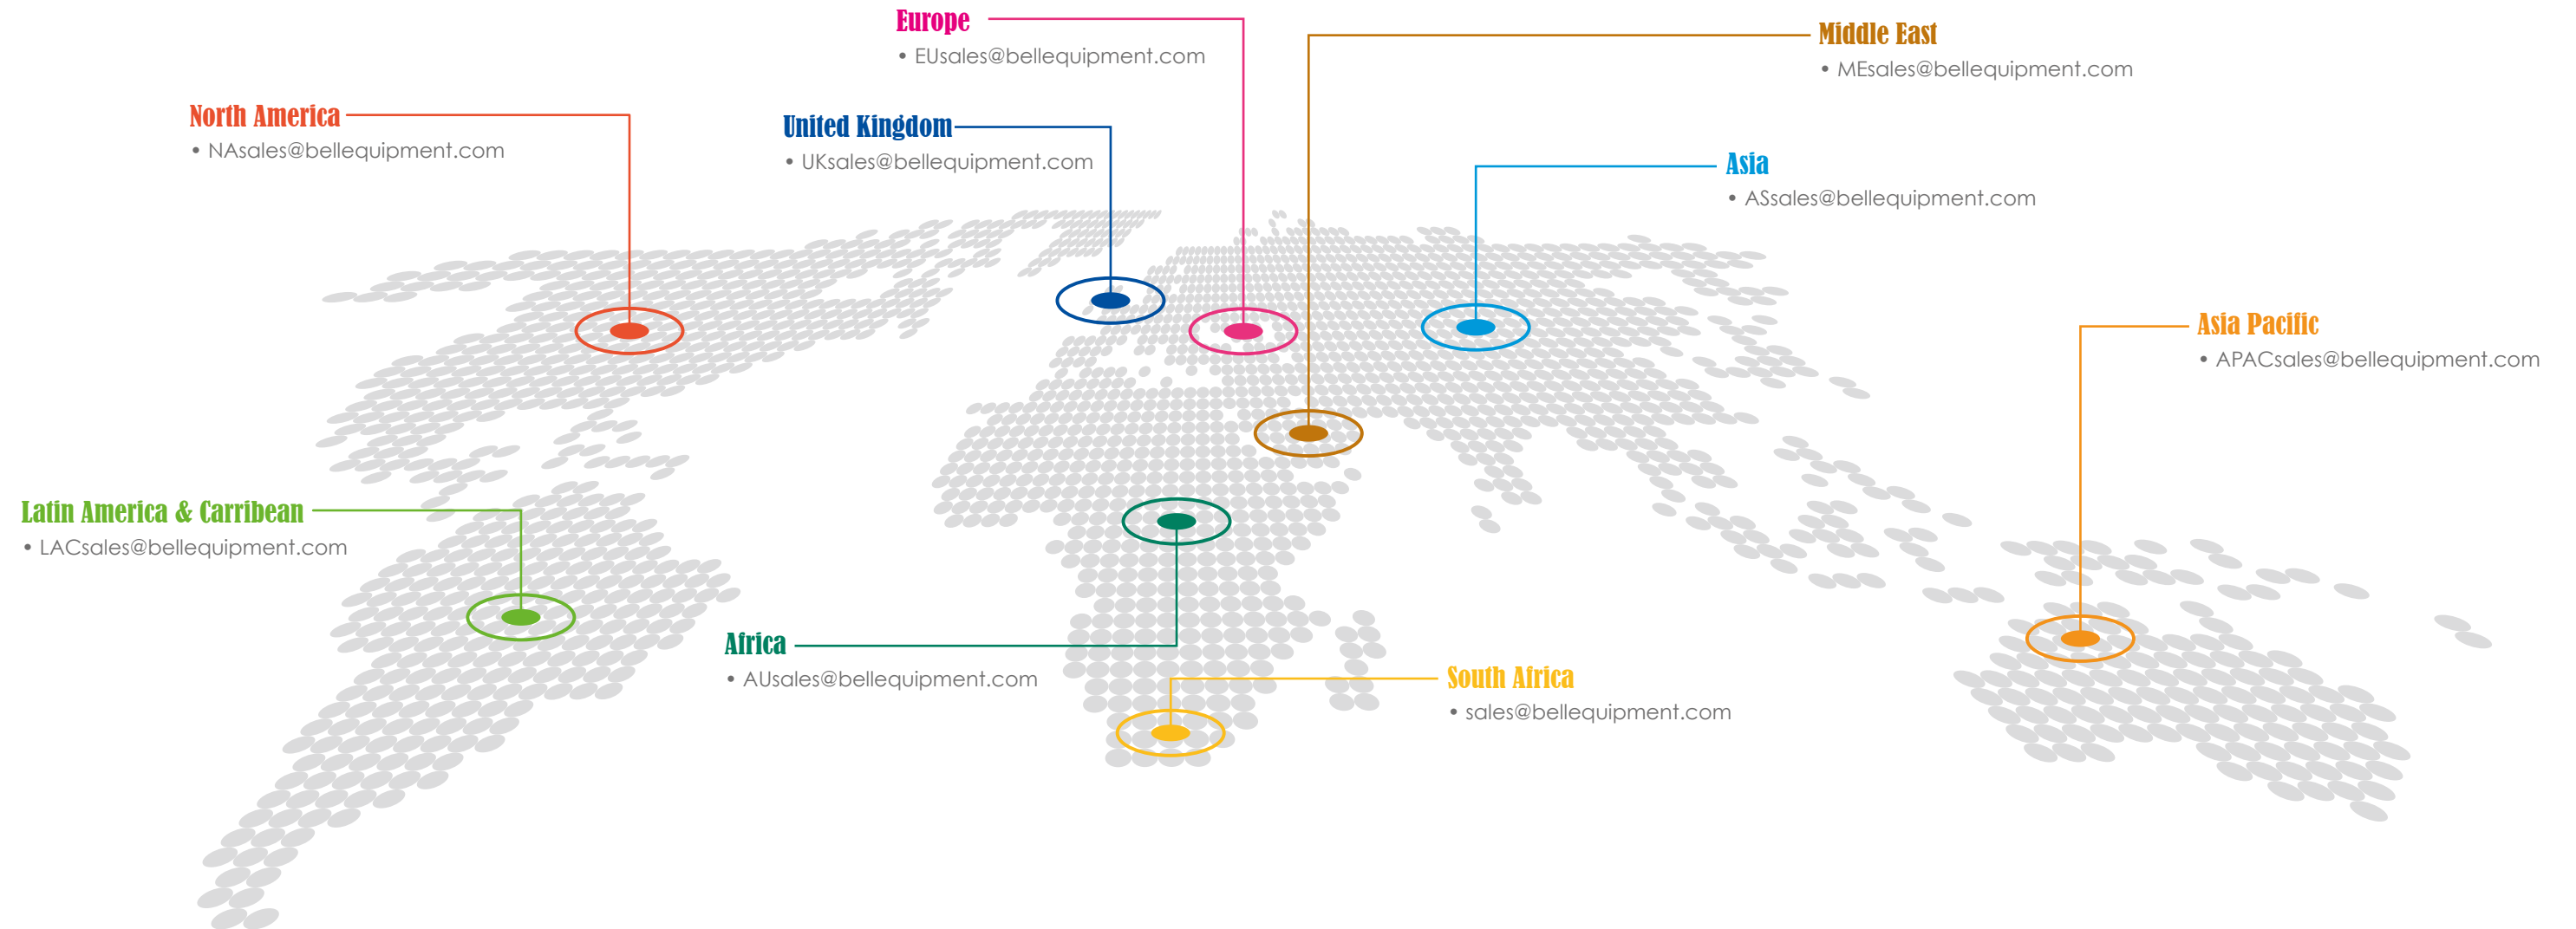 Europe
• EUsales@bellequipment.com
Middle East
• MEsales@bellequipment.com
North America
• NAsales@bellequipment.com
United Kingdom
• UKsales@bellequipment.com
Asia
• ASsales@bellequipment.com
Asia Pacific
• APACsales@bellequipment.com
Latin America & Carribean
• LACsales@bellequipment.com
Africa
• AUsales@bellequipment.com
South Africa
• sales@bellequipment.com